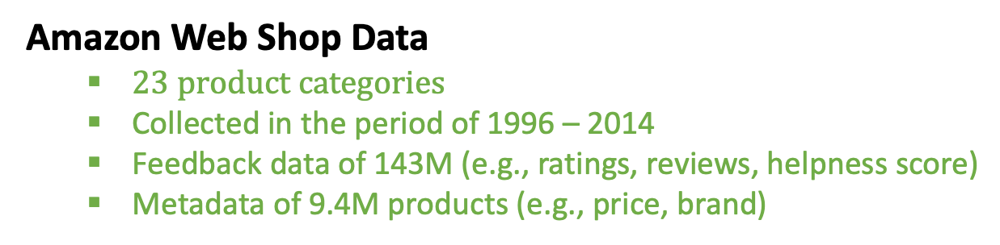 Amazon Web Shop Data
▪ 23 product categories
▪ Collected in the period of 1996 – 2014
▪ Feedback data of 143M (e.g., ratings, reviews, helpness score)
▪ Metadata of 9.4M products (e.g., price, brand)